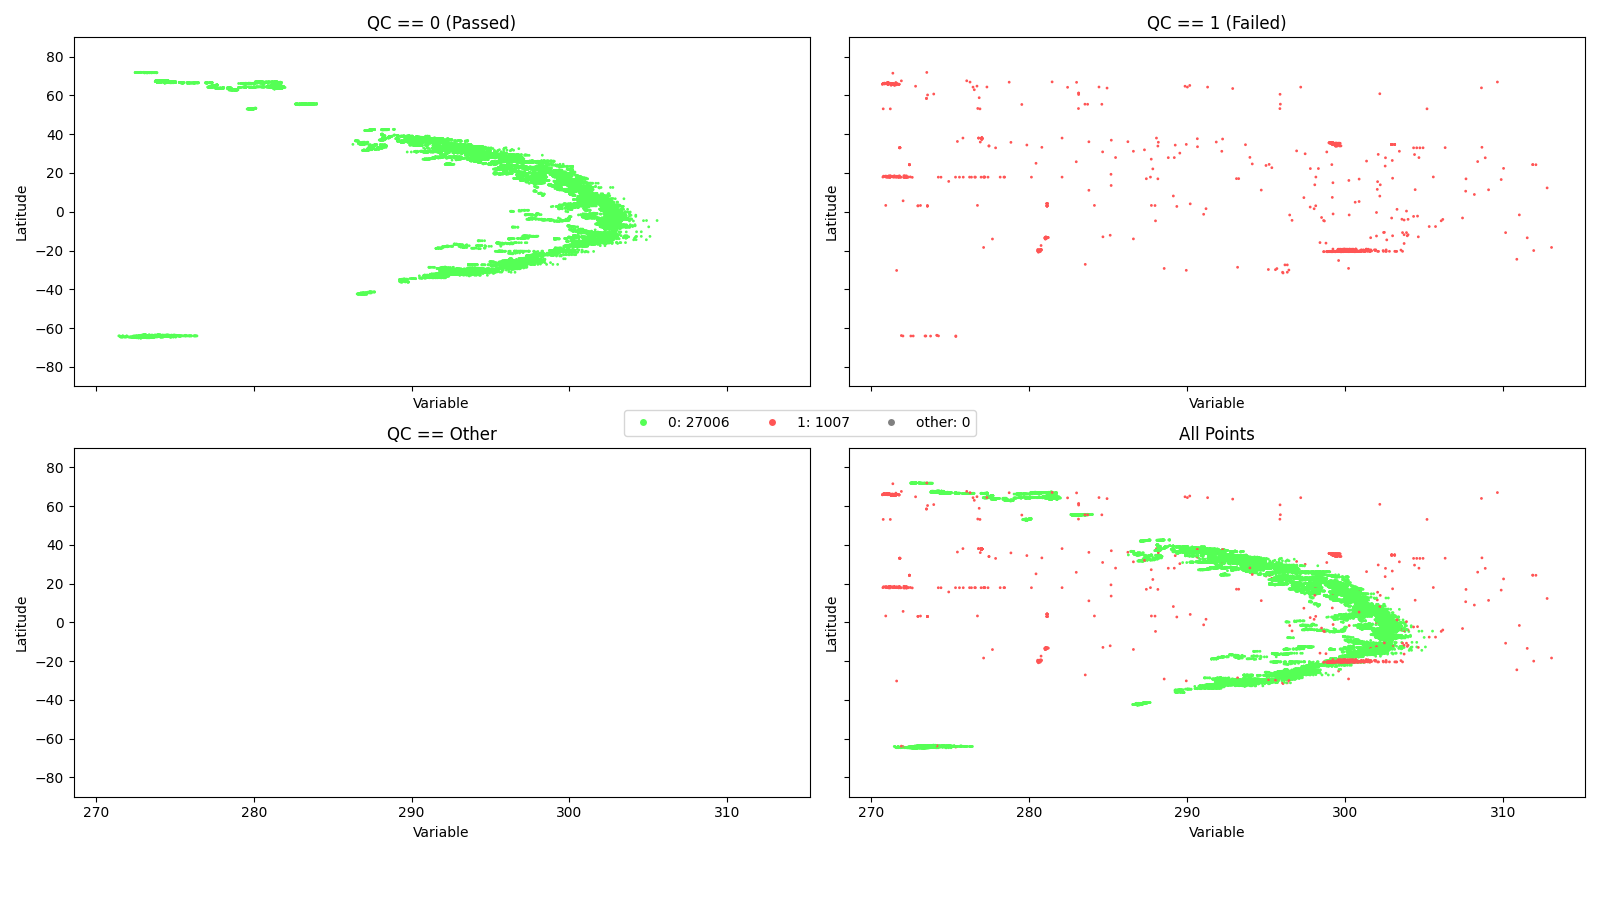 QC == 0 (Passed)
QC == 1 (Failed)
80
60
40
20
0
−20
−40
−60
−80
Latitude
Latitude
Variable
Variable
0: 27006
1: 1007
other: 0
QC == Other
All Points
80
60
40
20
0
−20
−40
−60
−80
Latitude
Latitude
270
280
290
300
310
270
280
290
300
310
Variable
Variable